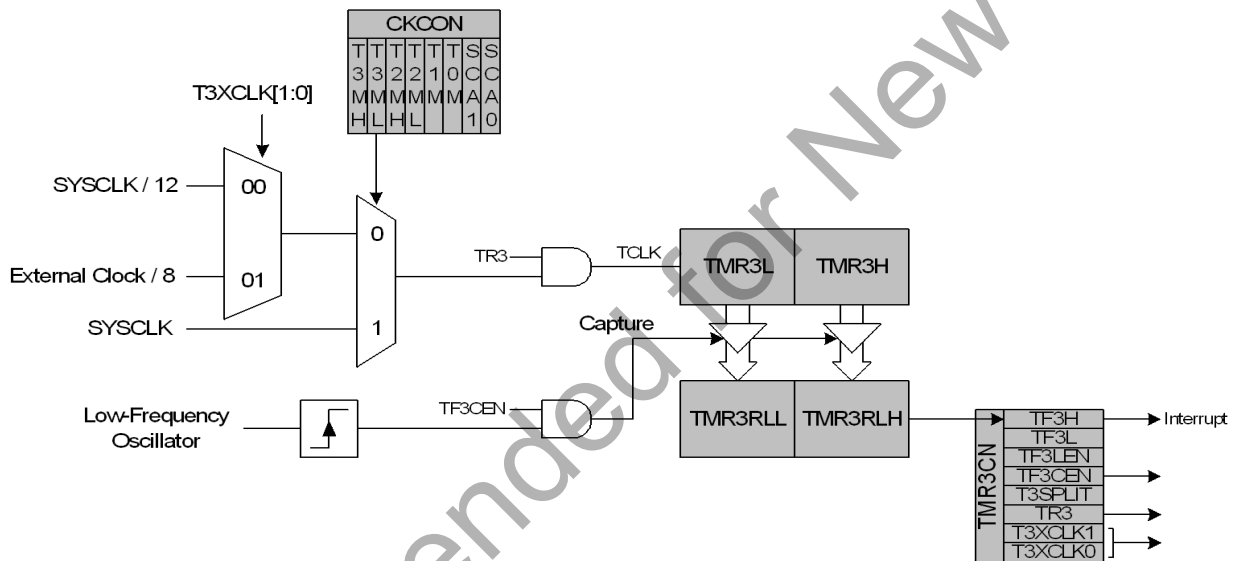 CKCON
T3MH T3ML T2MH T2ML T1M T0M SCA1 SCA0
T3XCLK[1:0]
SYSCLK / 12
00
0
External Clock / 8
01
SYSCLK
1
TR3
TCLK
TMR3L
TMR3H
Capture
Low-Frequency
Oscillator
TF3CEN
TMR3RLL
TMR3RLH
TMR3CN
TF3H
TF3L
TF3LEN
TF3CEN
T3SPLIT
TR3
T3XCLK1
T3XCLK0
Interrupt
ended for New